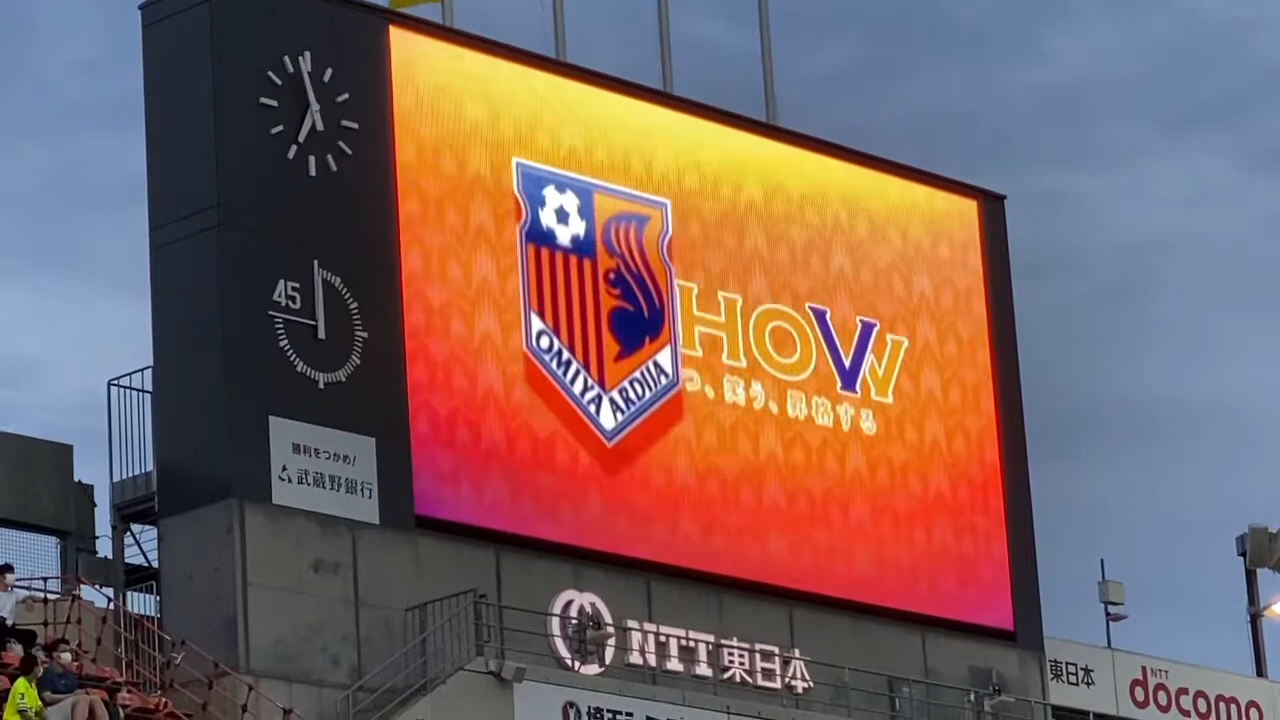 45
OMIYA ARDIJA
HOW
つ、笑う、昇格する
勝利をつかめ!
武蔵野銀行
NTT東日本
東日本
NTT
docomo